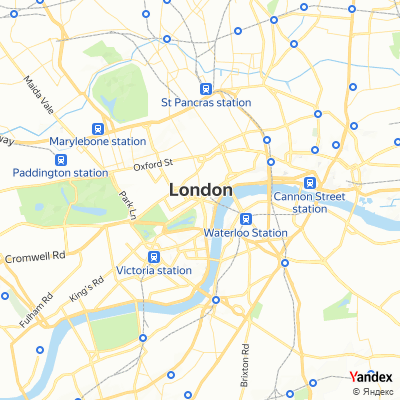 Maida Vale
St Pancras station
Marylebone station
way
Oxford St
Paddington station
London
Park Ln
Cannon Street
station
Waterloo Station
Cromwell Rd
Victoria station
King's Rd
Fulham Rd
Brixton Rd
Yandex
© Яндекс